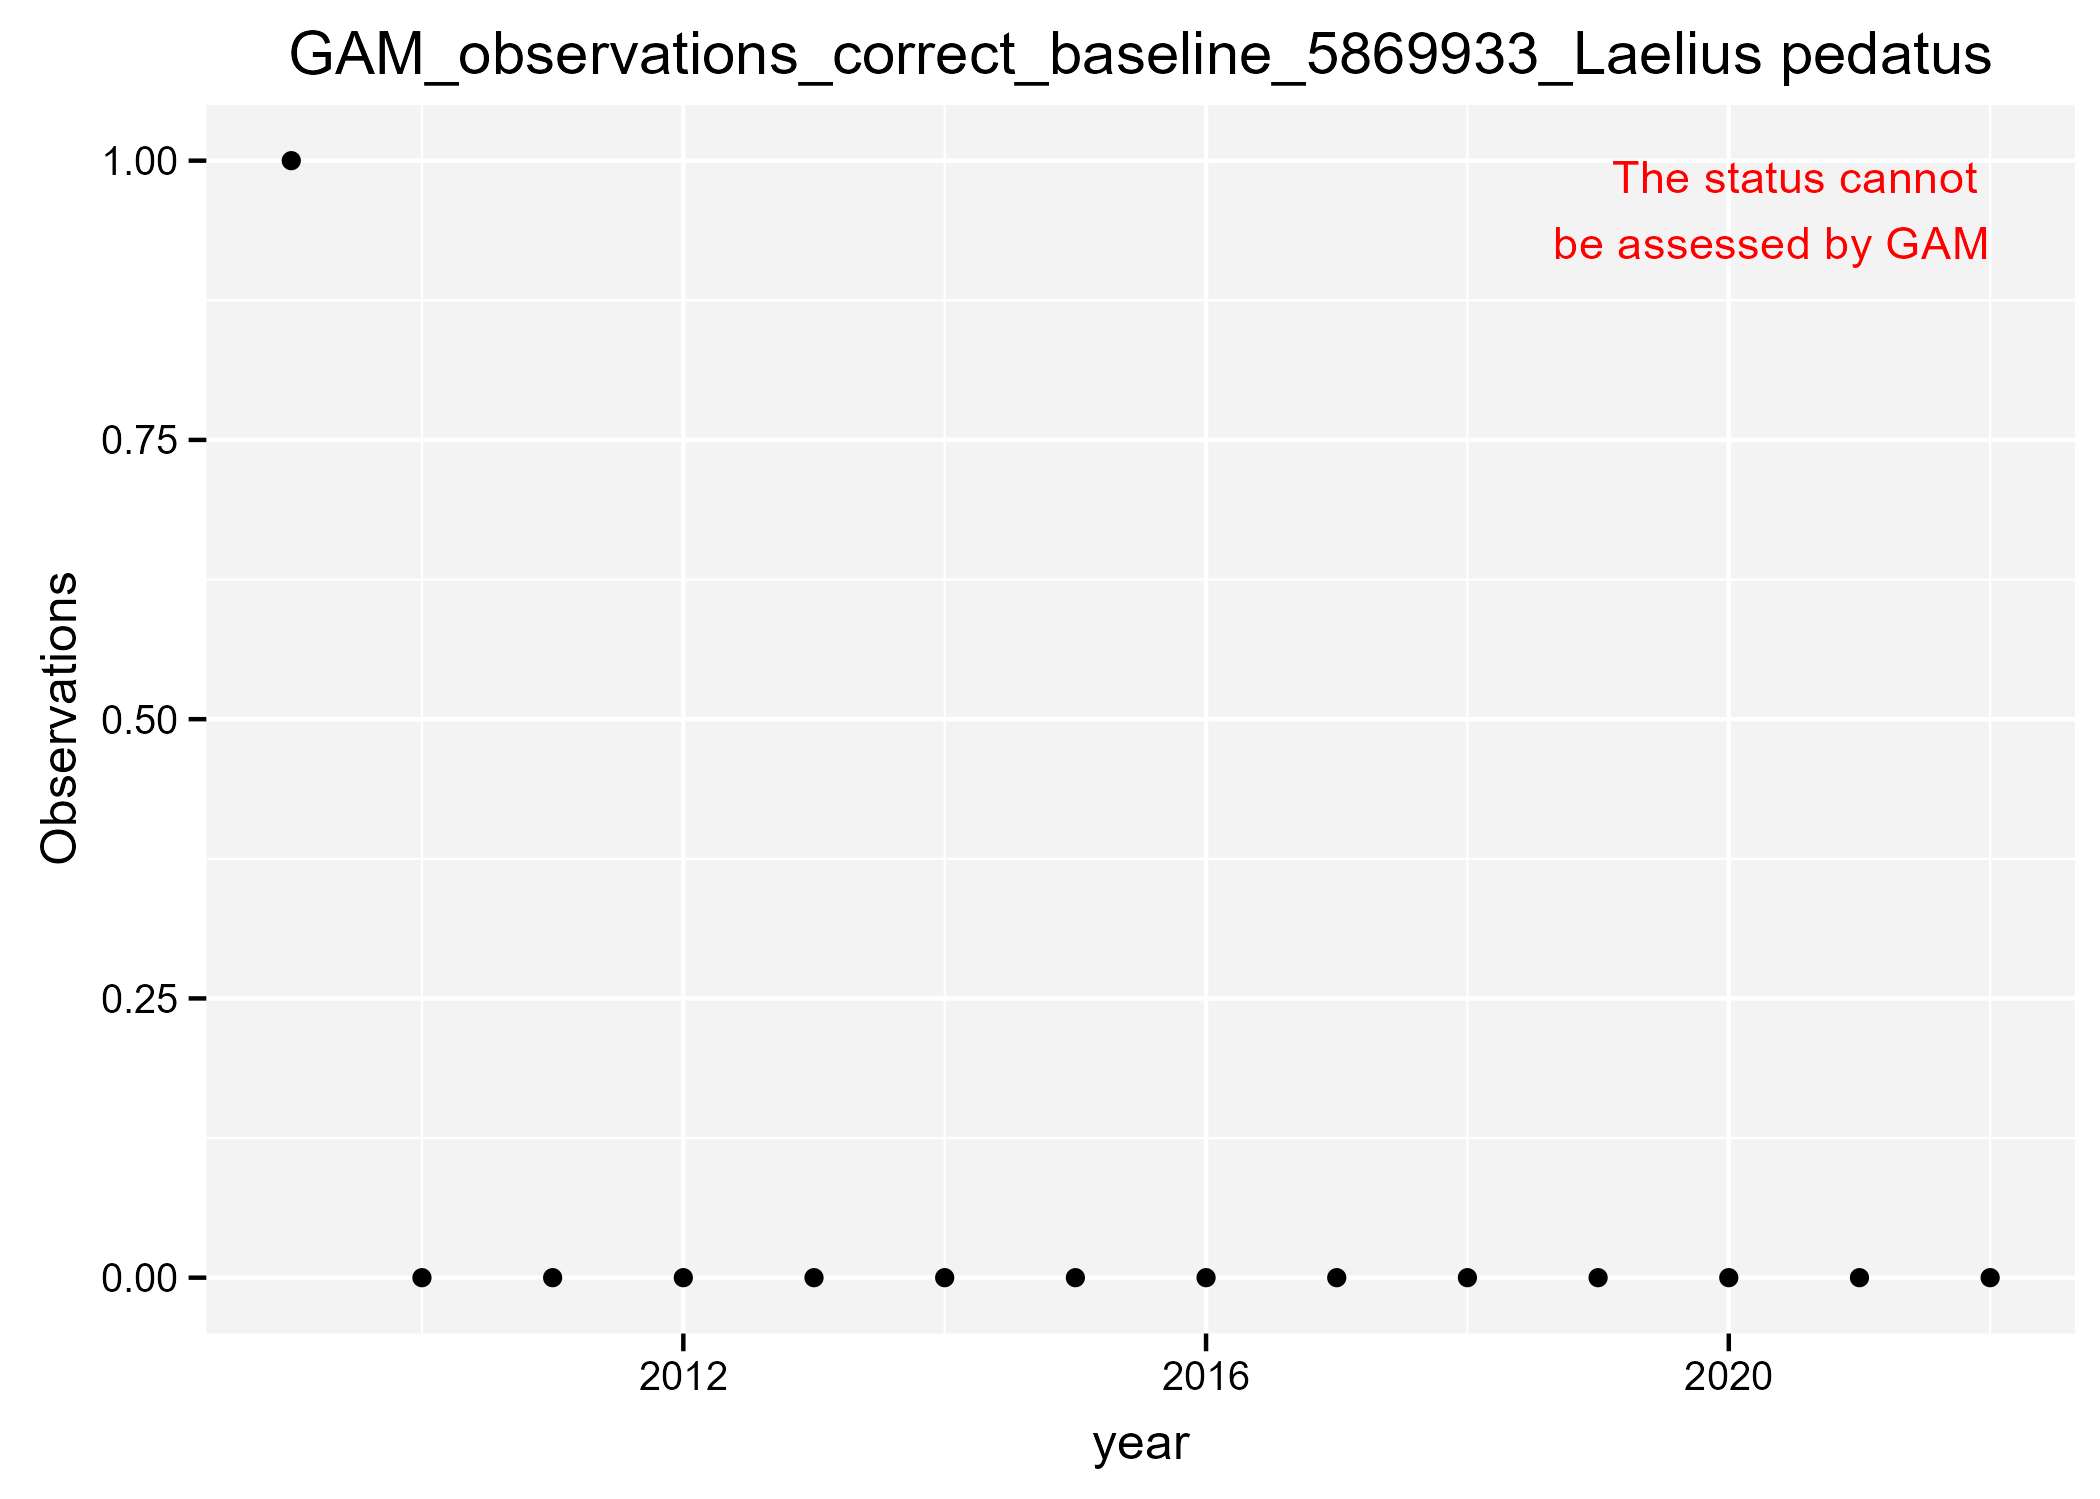 GAM_observations_correct_baseline_5869933_Laelius pedatus
The status cannot
be assessed by GAM
1.00
0.75
0.50
0.25
0.00
Observations
2012
2016
2020
year